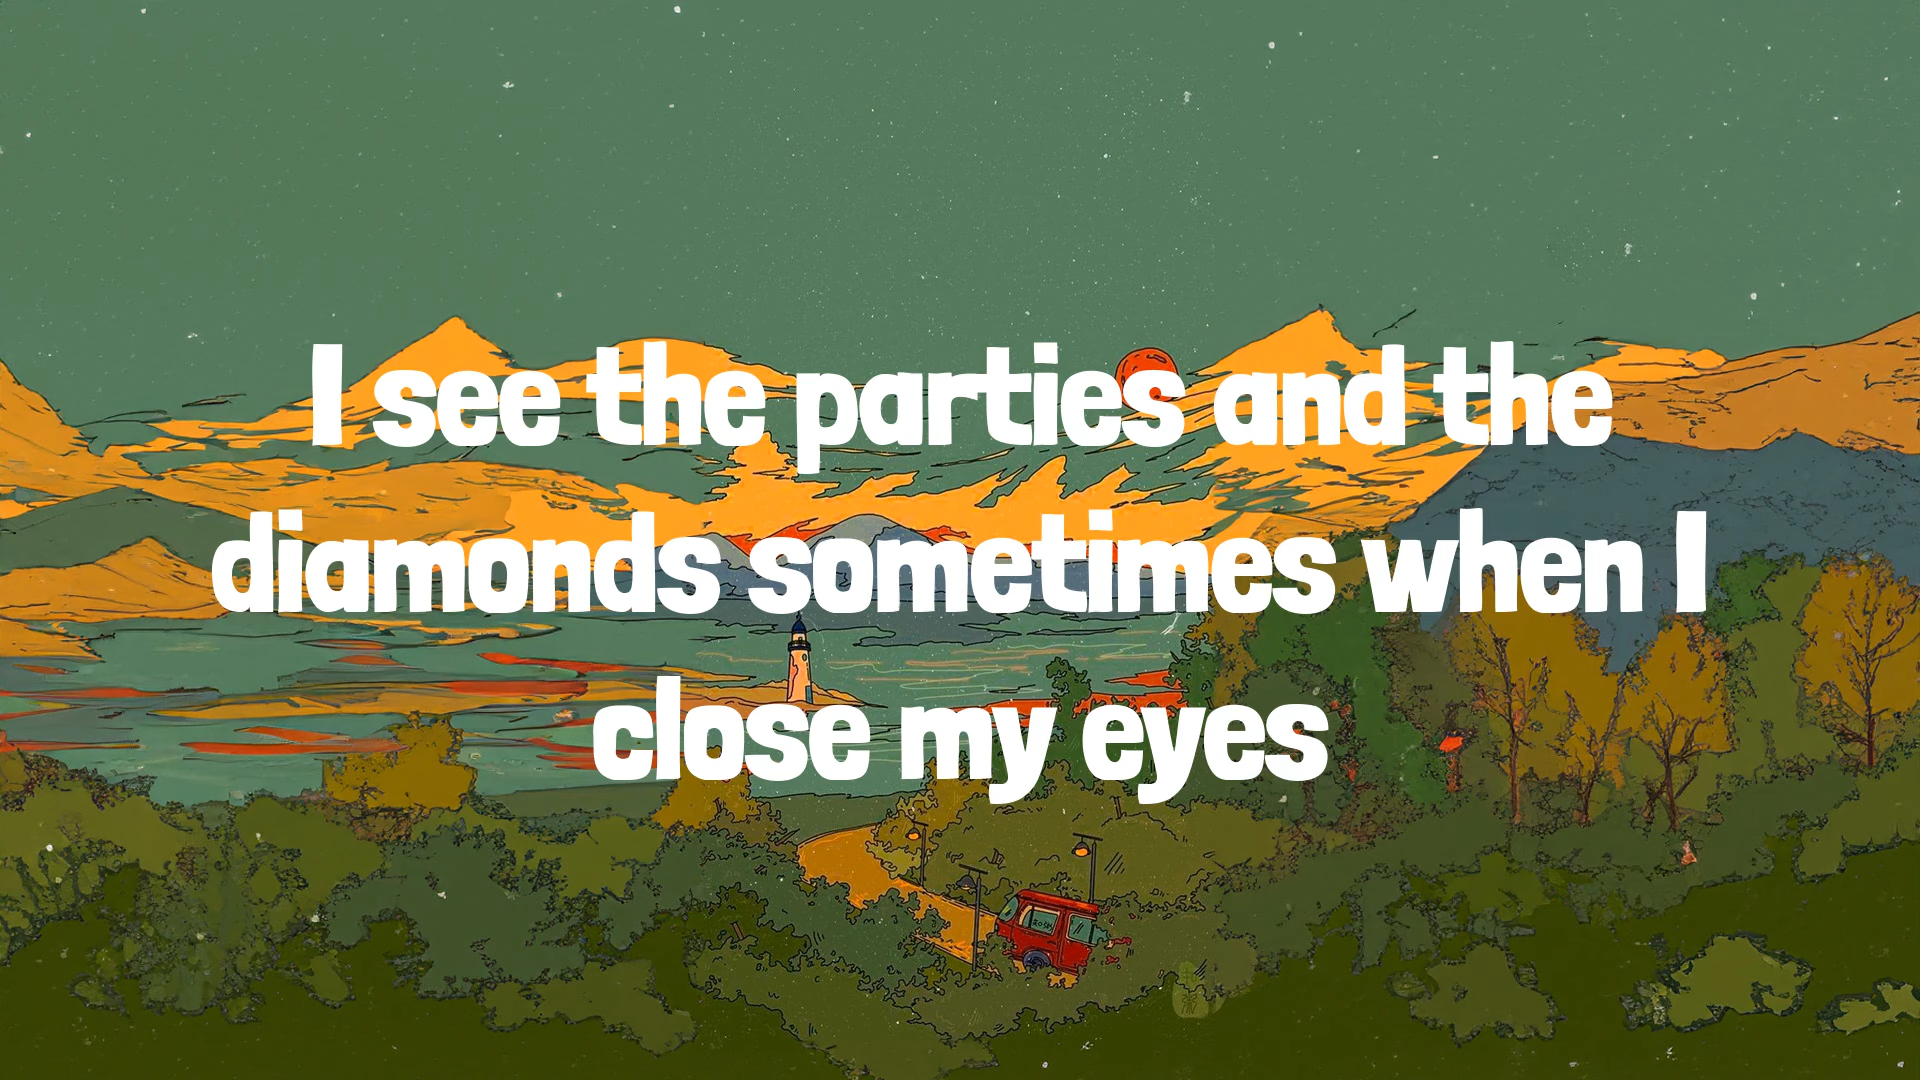 I see the parties and the
diamonds sometimes when I
close my eyes